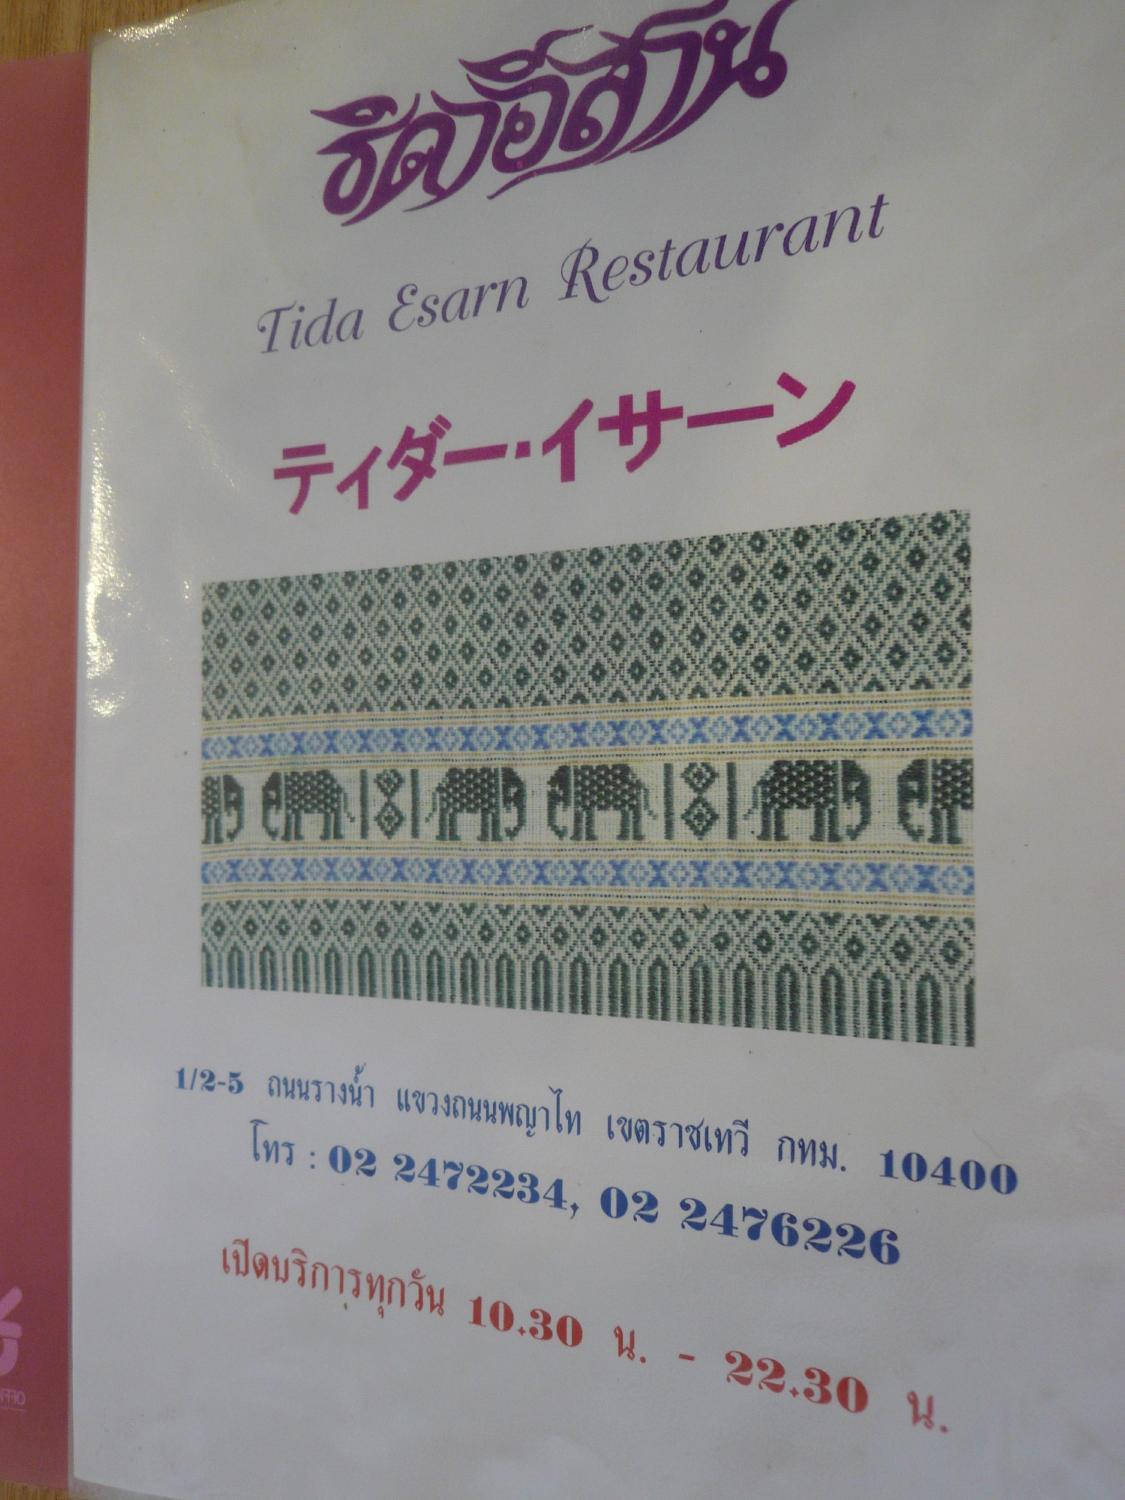 ธิดาอีสาน
Tida Esarn Restaurant
ティダー・イサーン
1/2-5 ถนนรางน้ำ แขวงถนนพญาไท เขตราชเทวี กทม. 10400
โทร : 02 2472234, 02 2476226
เปิดบริการทุกวัน 10.30 น. - 22.30 น.